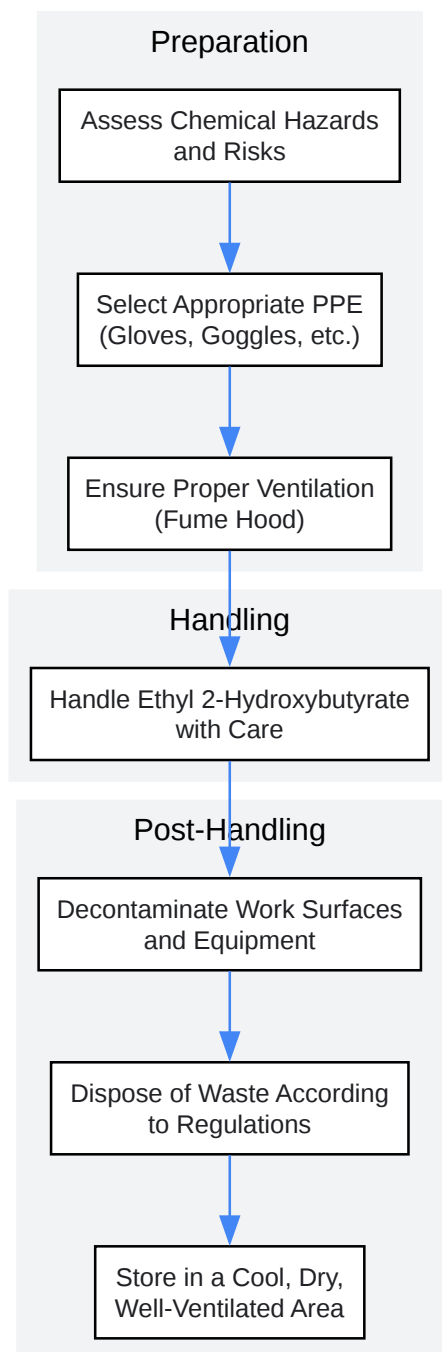 Preparation
Assess Chemical Hazards
and Risks
Select Appropriate PPE
(Gloves, Goggles, etc.)
Ensure Proper Ventilation
(Fume Hood)
Handling
Handle Ethyl 2-Hydroxybutyrate
with Care
Post-Handling
Decontaminate Work Surfaces
and Equipment
Dispose of Waste According
to Regulations
Store in a Cool, Dry,
Well-Ventilated Area